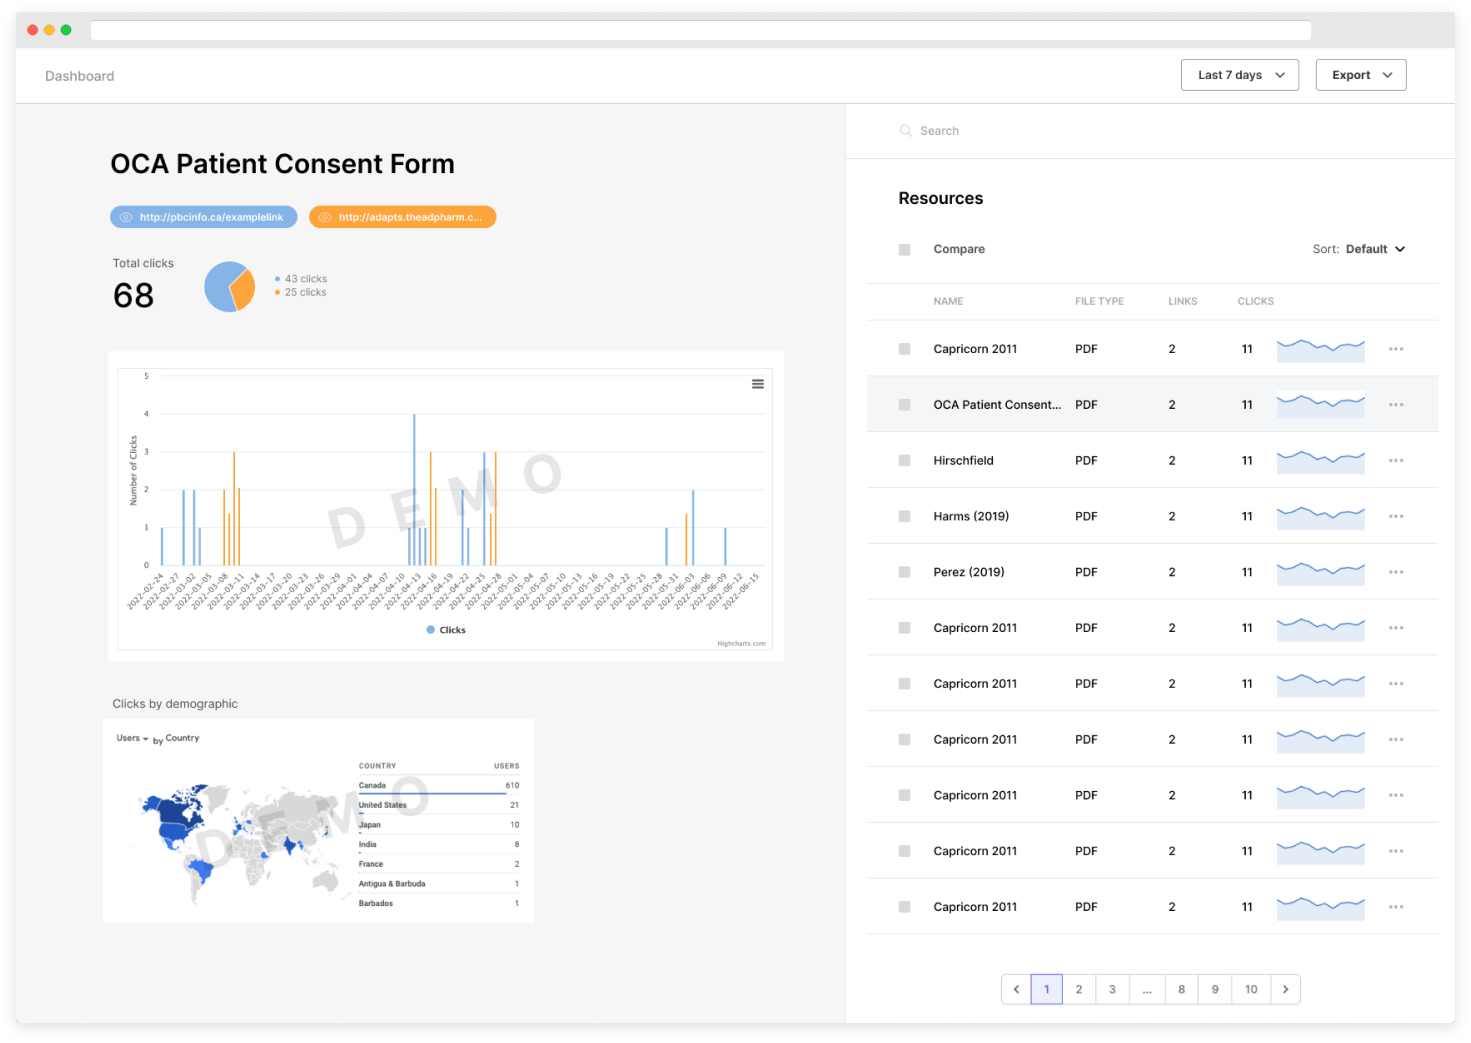 Dashboard
Last 7 days
Export
OCA Patient Consent Form
http://pbcinfo.ca/examplelink
http://adapts.theadpharm.c...
Total clicks
68
43 clicks
25 clicks
5
4
3
2
1
0
Number of Clicks
DEMO
2022-02-24
2022-02-27
2022-03-02
2022-03-05
2022-03-08
2022-03-11
2022-03-14
2022-03-17
2022-03-20
2022-03-23
2022-03-26
2022-03-29
2022-04-01
2022-04-04
2022-04-07
2022-04-10
2022-04-13
2022-04-16
2022-04-19
2022-04-22
2022-04-25
2022-04-28
2022-05-01
2022-05-04
2022-05-07
2022-05-10
2022-05-13
2022-05-16
2022-05-19
2022-05-22
2022-05-25
2022-05-28
2022-05-31
2022-06-03
2022-06-06
2022-06-09
2022-06-12
2022-06-15
Clicks
Highcharts.com
Clicks by demographic
Users by Country
COUNTRY USERS
Canada 610
United States 21
Japan 10
India 8
France 2
Antigua & Barbuda 1
Barbados 1
DEMO
Search
Resources
Compare
Sort: Default
NAME FILE TYPE LINKS CLICKS
Capricorn 2011 PDF 2 11
OCA Patient Consent... PDF 2 11
Hirschfield PDF 2 11
Harms (2019) PDF 2 11
Perez (2019) PDF 2 11
Capricorn 2011 PDF 2 11
Capricorn 2011 PDF 2 11
Capricorn 2011 PDF 2 11
Capricorn 2011 PDF 2 11
Capricorn 2011 PDF 2 11
Capricorn 2011 PDF 2 11
1 2 3 ... 8 9 10